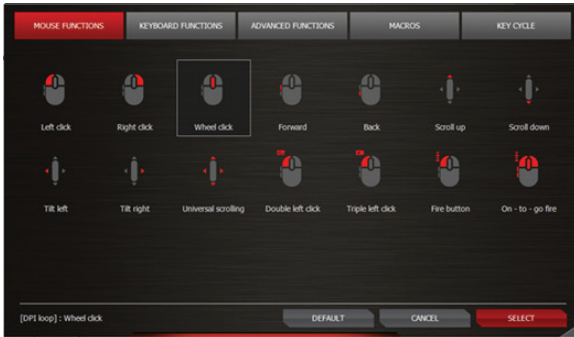 MOUSE FUNCTIONS KEYBOARD FUNCTIONS ADVANCED FUNCTIONS MACROS KEY CYCLE
Left click Right click Wheel click Forward Back Scroll up Scroll down
Tilt left Tilt right Universal scrolling Double left click Triple left click Fire button On - to - go fire
[DPI loop] : Wheel click DEFAULT CANCEL SELECT